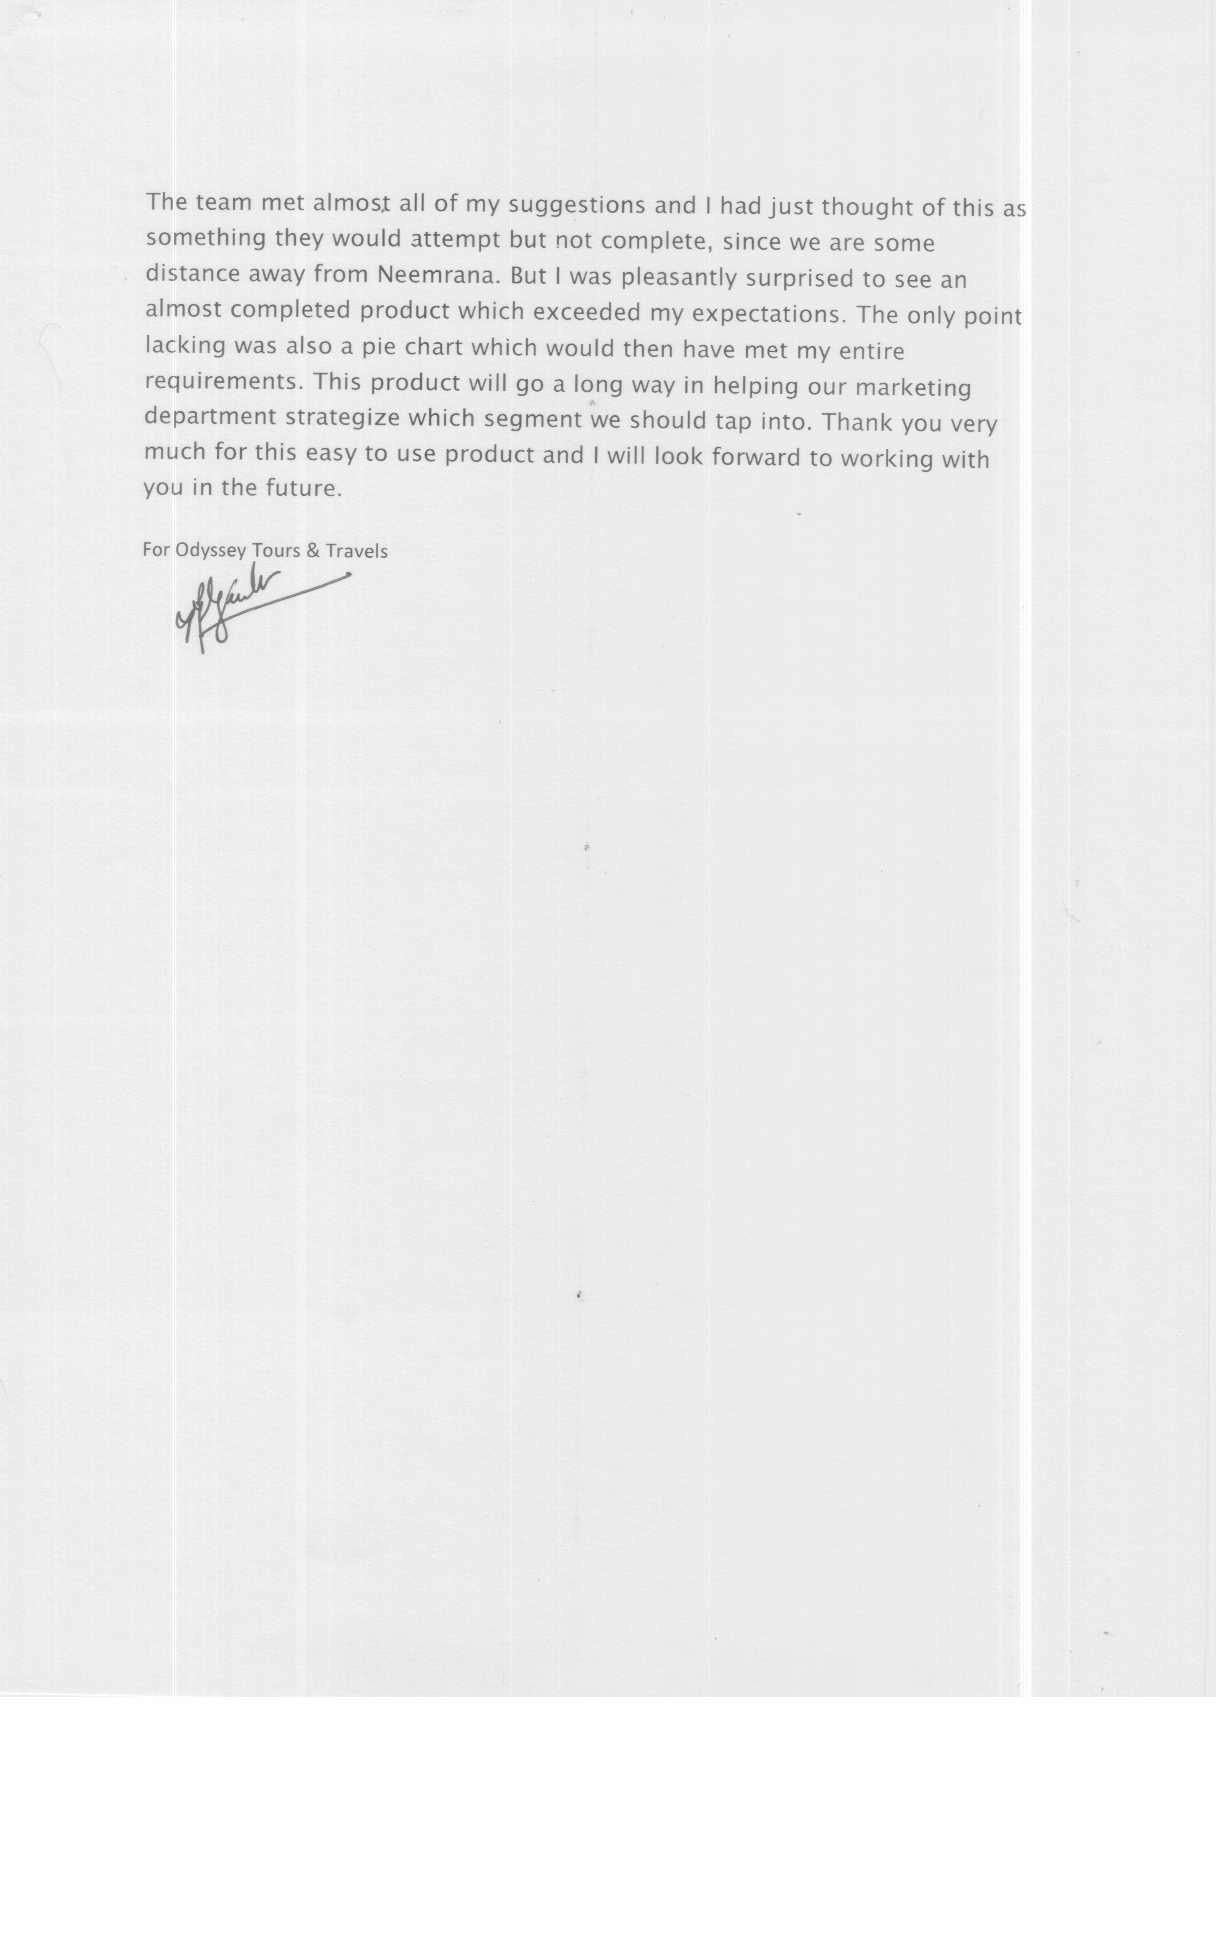 The team met almost all of my suggestions and I had just thought of this as
something they would attempt but not complete, since we are some
distance away from Neemrana. But I was pleasantly surprised to see an
almost completed product which exceeded my expectations. The only point
lacking was also a pie chart which would then have met my entire
requirements. This product will go a long way in helping our marketing
department strategize which segment we should tap into. Thank you very
much for this easy to use product and I will look forward to working with
you in the future.
For Odyssey Tours & Travels